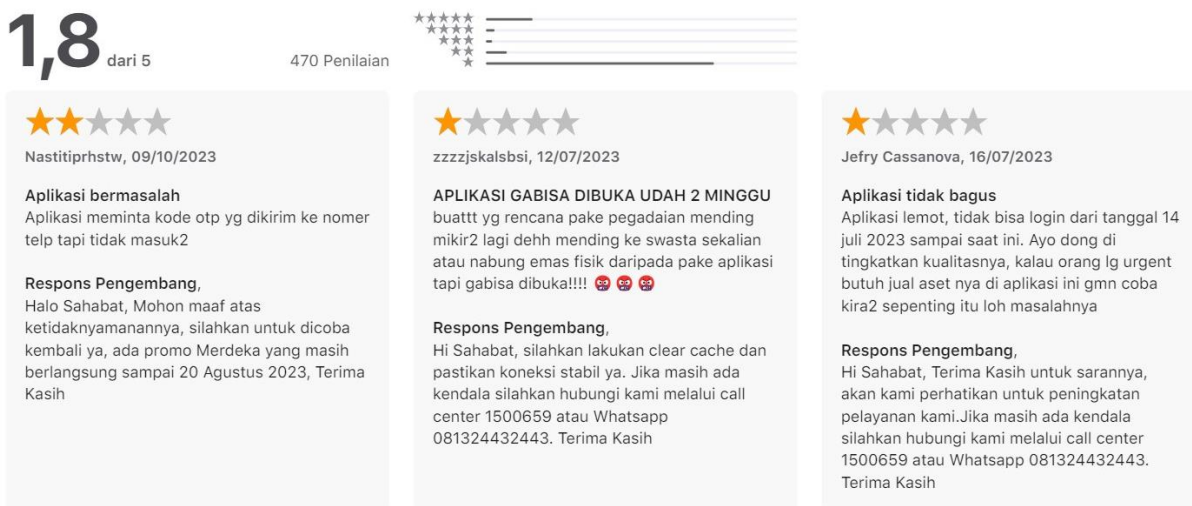 1,8 dari 5
470 Penilaian
Nastitiprhstw, 09/10/2023
Aplikasi bermasalah
Aplikasi meminta kode otp yg dikirim ke nomer
telp tapi tidak masuk2
Respons Pengembang,
Halo Sahabat, Mohon maaf atas
ketidaknyamanannya, silahkan untuk dicoba
kembali ya, ada promo Merdeka yang masih
berlangsung sampai 20 Agustus 2023, Terima
Kasih
zzzzjskalsbsi, 12/07/2023
APLIKASI GABISA DIBUKA UDAH 2 MINGGU
buattt yg rencana pake pegadaian mending
mikir2 lagi dehh mending ke swasta sekalian
atau nabung emas fisik daripada pake aplikasi
tapi gabisa dibuka!!!! 👹 👹 👹
Respons Pengembang,
Hi Sahabat, silahkan lakukan clear cache dan
pastikan koneksi stabil ya. Jika masih ada
kendala silahkan hubungi kami melalui call
center 1500659 atau Whatsapp
081324432443. Terima Kasih
Jefry Cassanova, 16/07/2023
Aplikasi tidak bagus
Aplikasi lemot, tidak bisa login dari tanggal 14
juli 2023 sampai saat ini. Ayo dong di
tingkatkan kualitasnya, kalau orang lg urgent
butuh jual aset nya di aplikasi ini gmn coba
kira2 sepenting itu loh masalahnya
Respons Pengembang,
Hi Sahabat, Terima Kasih untuk sarannya,
akan kami perhatikan untuk peningkatan
pelayanan kami.Jika masih ada kendala
silahkan hubungi kami melalui call center
1500659 atau Whatsapp 081324432443.
Terima Kasih